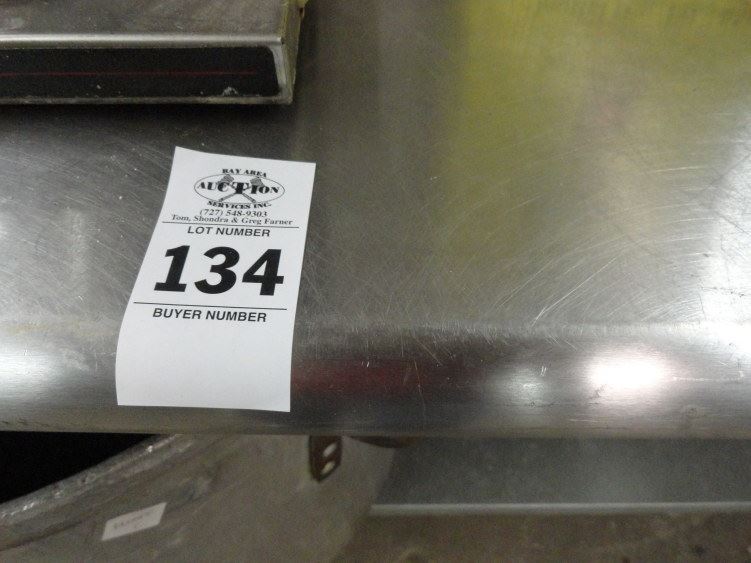 BAY AREA
AUCTION
SERVICES INC.
(727) 548-9303
Tom, Shondra & Greg Farner
LOT NUMBER
134
BUYER NUMBER